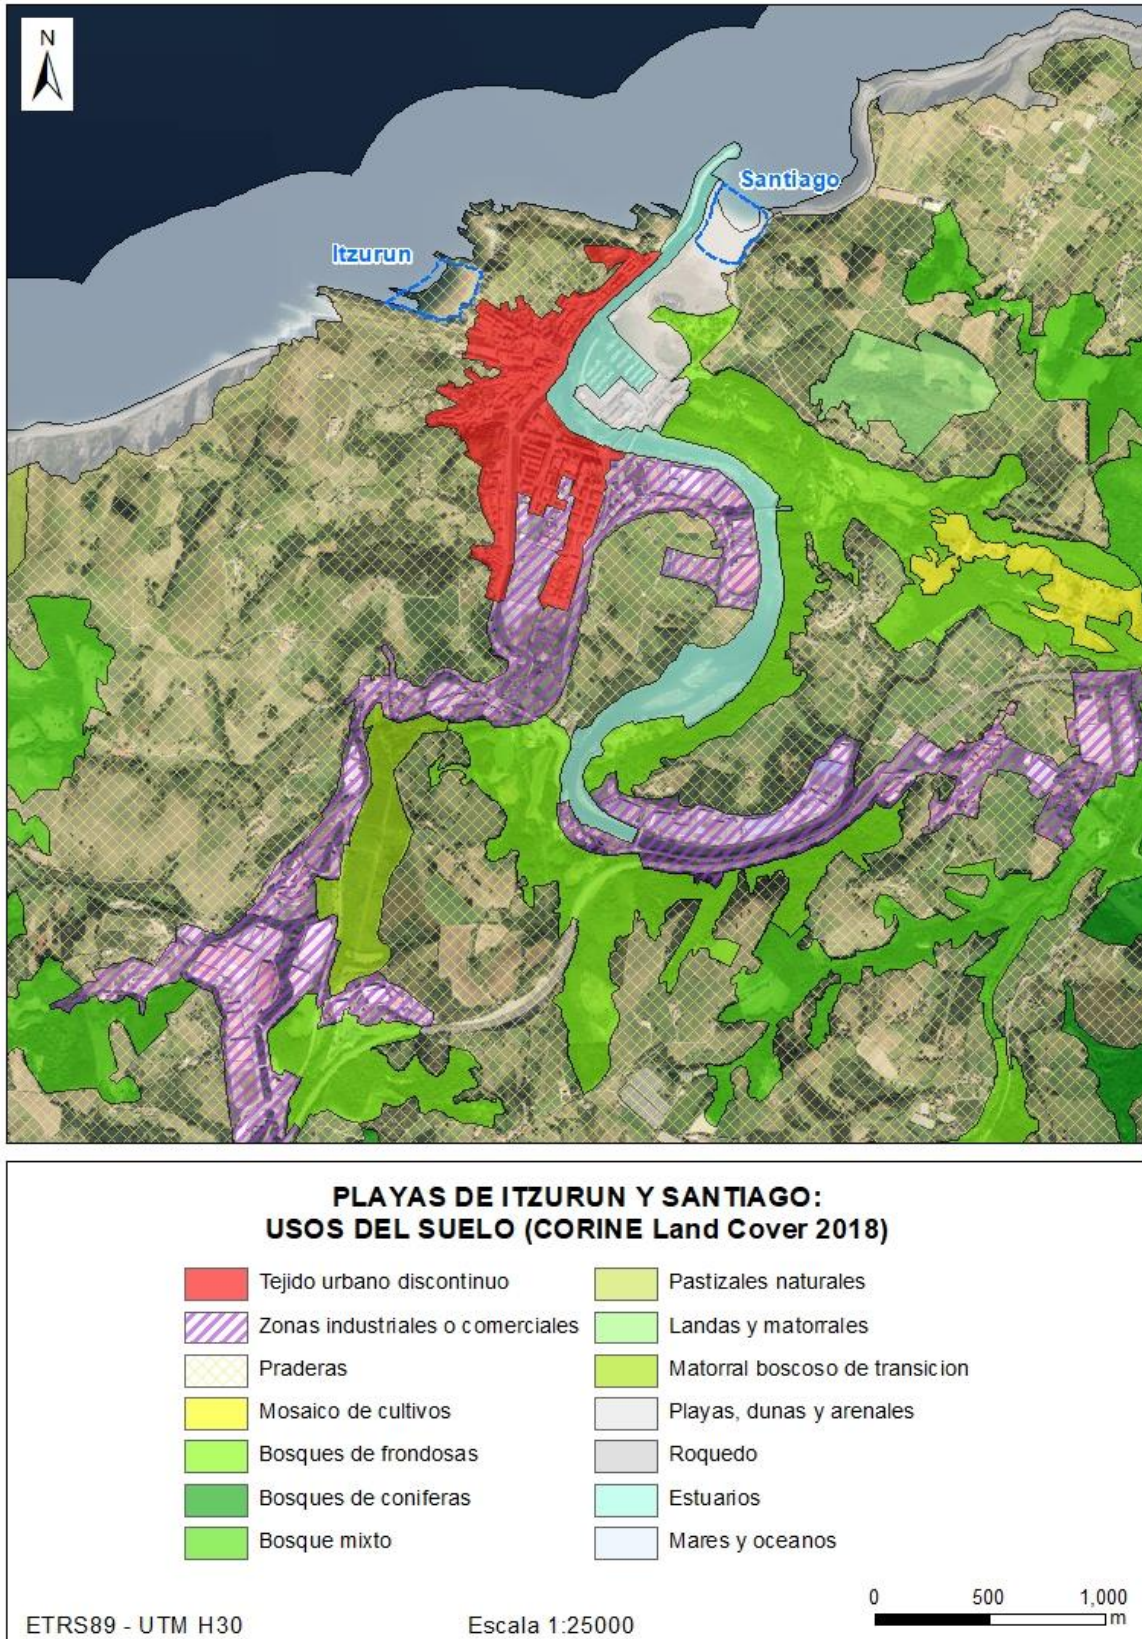 N
Santiago
Itzurun
PLAYAS DE ITZURUN Y SANTIAGO:
USOS DEL SUELO (CORINE Land Cover 2018)
Tejido urbano discontinuo
Zonas industriales o comerciales
Praderas
Mosaico de cultivos
Bosques de frondosas
Bosques de coniferas
Bosque mixto
Pastizales naturales
Landas y matorrales
Matorral boscoso de transicion
Playas, dunas y arenales
Roquedo
Estuarios
Mares y oceanos
0 500 1,000
m
ETRS89 - UTM H30
Escala 1:25000